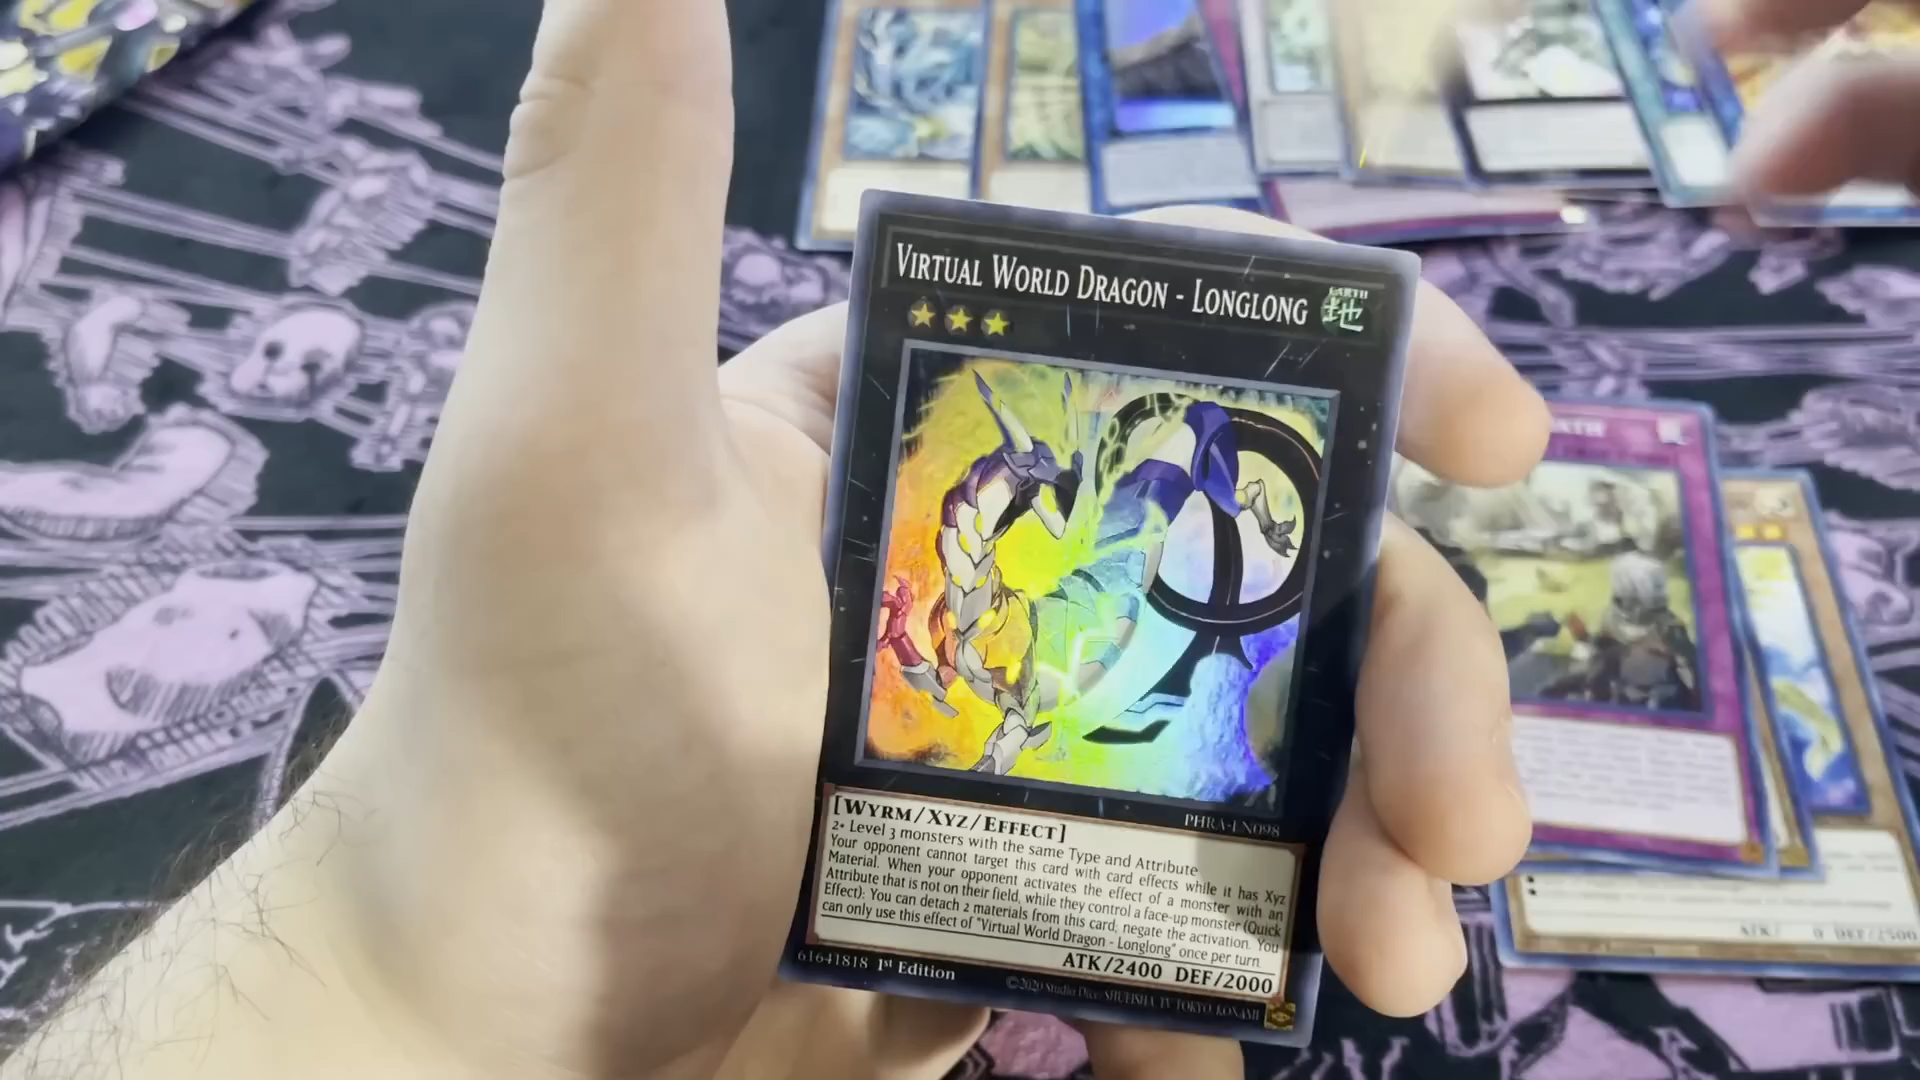 VIRTUAL WORLD DRAGON - LONGLONG
EARTH
地
PHRA-EN098
[WYRM/XYZ/EFFECT]
2+ Level 3 monsters with the same Type and Attribute
Your opponent cannot target this card with card effects while it has Xyz
Material. When your opponent activates the effect of a monster with an
Attribute that is not on their field, while they control a face-up monster (Quick
Effect): You can detach 2 materials from this card; negate the activation. You
can only use this effect of "Virtual World Dragon - Longlong" once per turn.
ATK/2400 DEF/2000
61641818 1st Edition
©2020 Studio Dice/SHUEISHA, TV TOKYO, KONAMI
ATK/ 0 DEF/2500